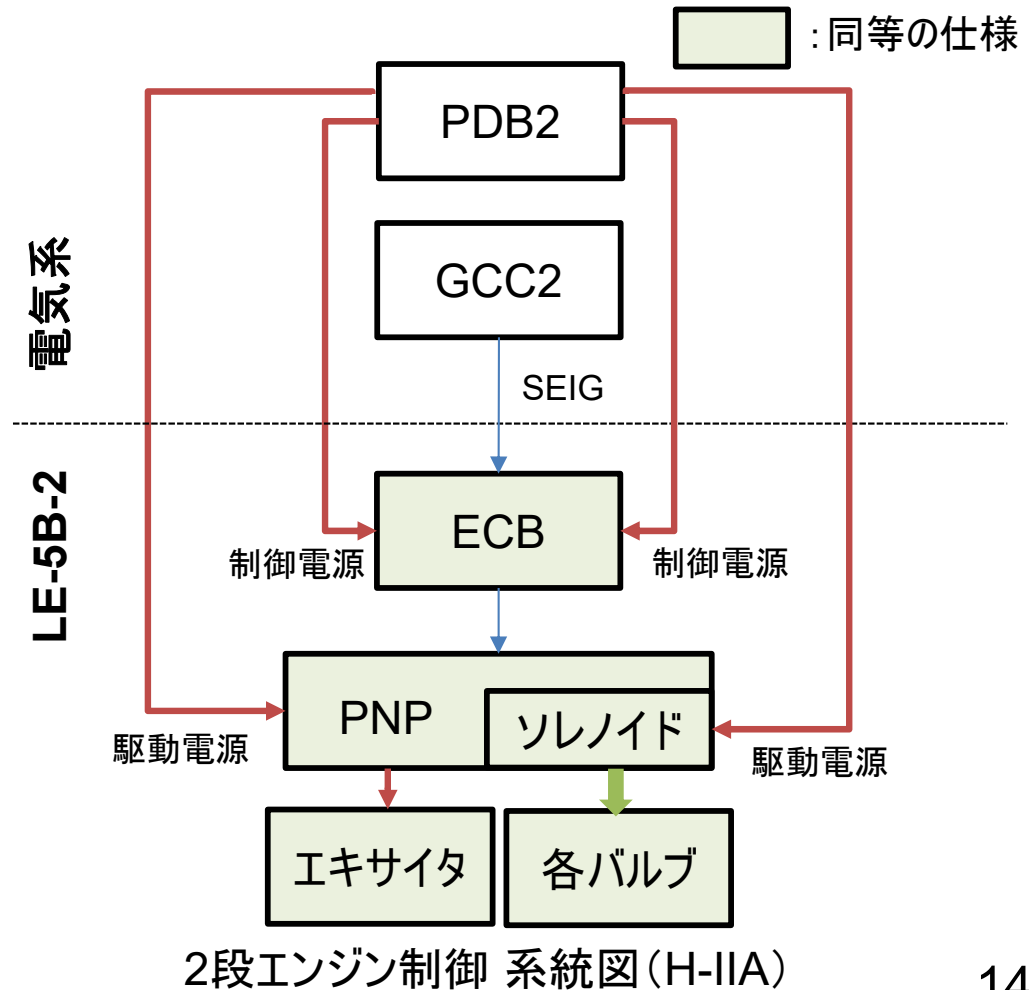 :同等の仕様
PDB2
GCC2
電気系
SEIG
LE-5B-2
ECB
制御電源
制御電源
PNP
ソレノイド
駆動電源
駆動電源
エキサイタ
各バルブ
2段エンジン制御 系統図(H-IIA)
14